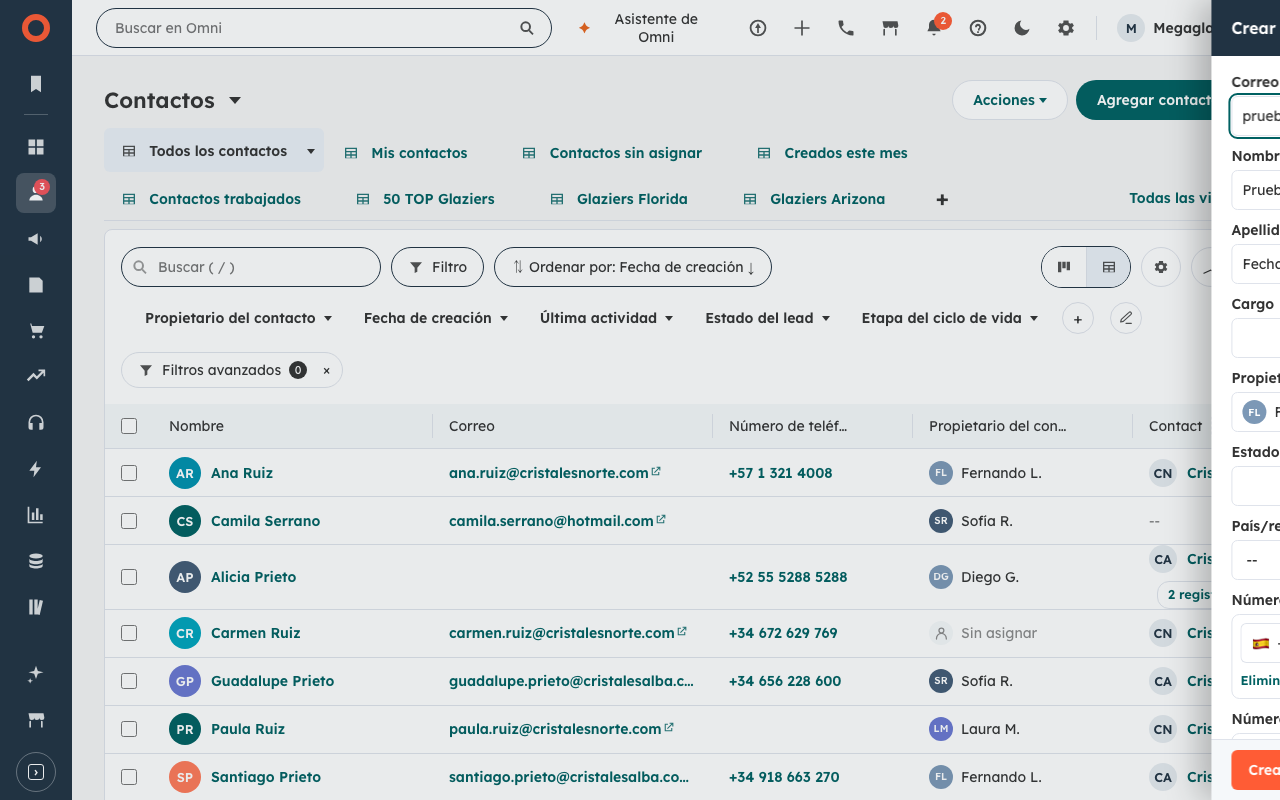 Buscar en Omni
Asistente de
Omni
2
M
Crear
Contactos
Acciones
Todos los contactos
Mis contactos
Contactos sin asignar
Creados este mes
Contactos trabajados
50 TOP Glaziers
Glaziers Florida
Glaziers Arizona
+
3
Buscar ( / )
Filtro
Ordenar por: Fecha de creación ↓
Propietario del contacto
Fecha de creación
Última actividad
Estado del lead
Etapa del ciclo de vida
+
Filtros avanzados 0 ×
Nombre
Correo
Número de teléf...
Propietario del con...
Contact
AR Ana Ruiz
ana.ruiz@cristalesnorte.com
+57 1 321 4008
FL Fernando L.
CN Cris
CS Camila Serrano
camila.serrano@hotmail.com
SR Sofía R.
--
AP Alicia Prieto
+52 55 5288 5288
DG Diego G.
CA Cris
2 regis
CR Carmen Ruiz
carmen.ruiz@cristalesnorte.com
+34 672 629 769
Sin asignar
CN Cris
GP Guadalupe Prieto
guadalupe.prieto@cristalesalba.c...
+34 656 228 600
SR Sofía R.
CA Cris
PR Paula Ruiz
paula.ruiz@cristalesnorte.com
+34 918 663 270
LM Laura M.
CN Cris
SP Santiago Prieto
santiago.prieto@cristalesalba.co...
+34 918 663 270
FL Fernando L.
CA Cris
Correo
prueb
Nombr
Prueb
Apellid
Fecha
Cargo
Propiet
FL
Estado
País/re
--
Número
Elimin
Número
Crea